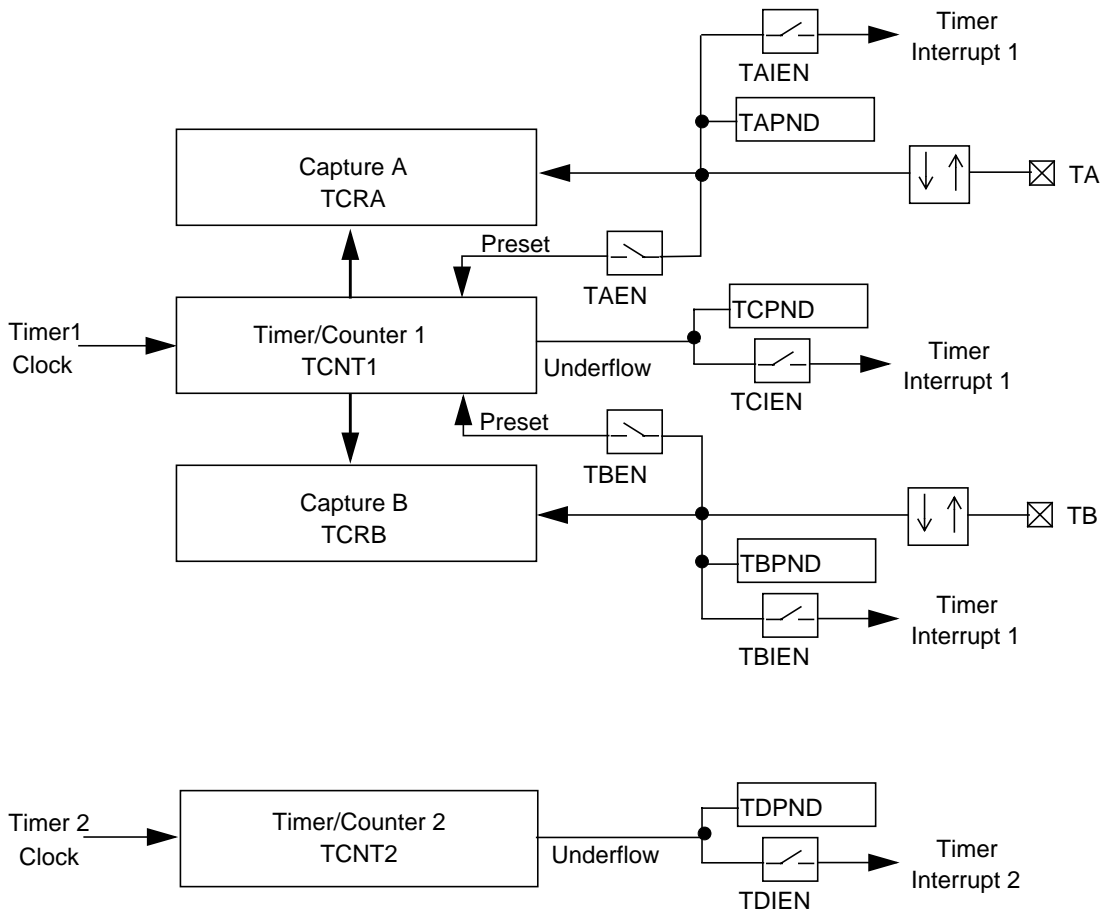 Timer
Interrupt 1
TAIEN
TAPND
Capture A
TCRA
TA
Preset
TAEN
TCPND
Timer1
Clock
Timer/Counter 1
TCNT1
Underflow
Timer
Interrupt 1
TCIEN
Preset
TBEN
Capture B
TCRB
TB
TBPND
Timer
Interrupt 1
TBIEN
Timer 2
Clock
Timer/Counter 2
TCNT2
Underflow
TDPND
Timer
Interrupt 2
TDIEN